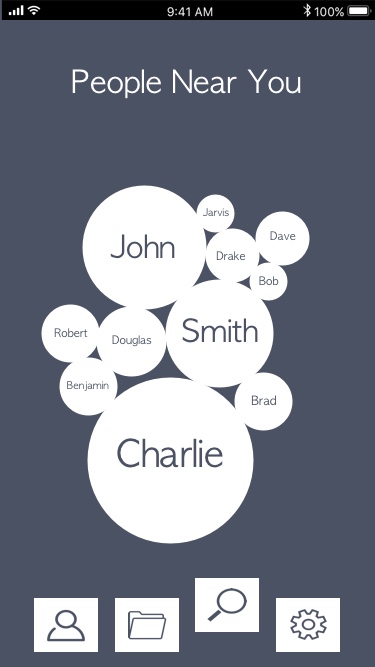 9:41 AM
100%
People Near You
Jarvis
John
Dave
Drake
Bob
Smith
Robert
Douglas
Benjamin
Brad
Charlie